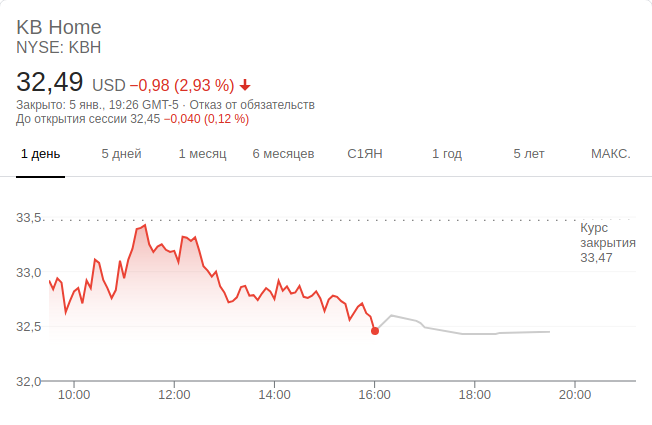 KB Home
NYSE: KBH
32,49 USD −0,98 (2,93 %)
Закрыто: 5 янв., 19:26 GMT-5 · Отказ от обязательств
До открытия сессии 32,45 −0,040 (0,12 %)
1 день 5 дней 1 месяц 6 месяцев С1ЯН 1 год 5 лет МАКС.
33,5
Курс
закрытия
33,47
33,0
32,5
32,0
10:00 12:00 14:00 16:00 18:00 20:00